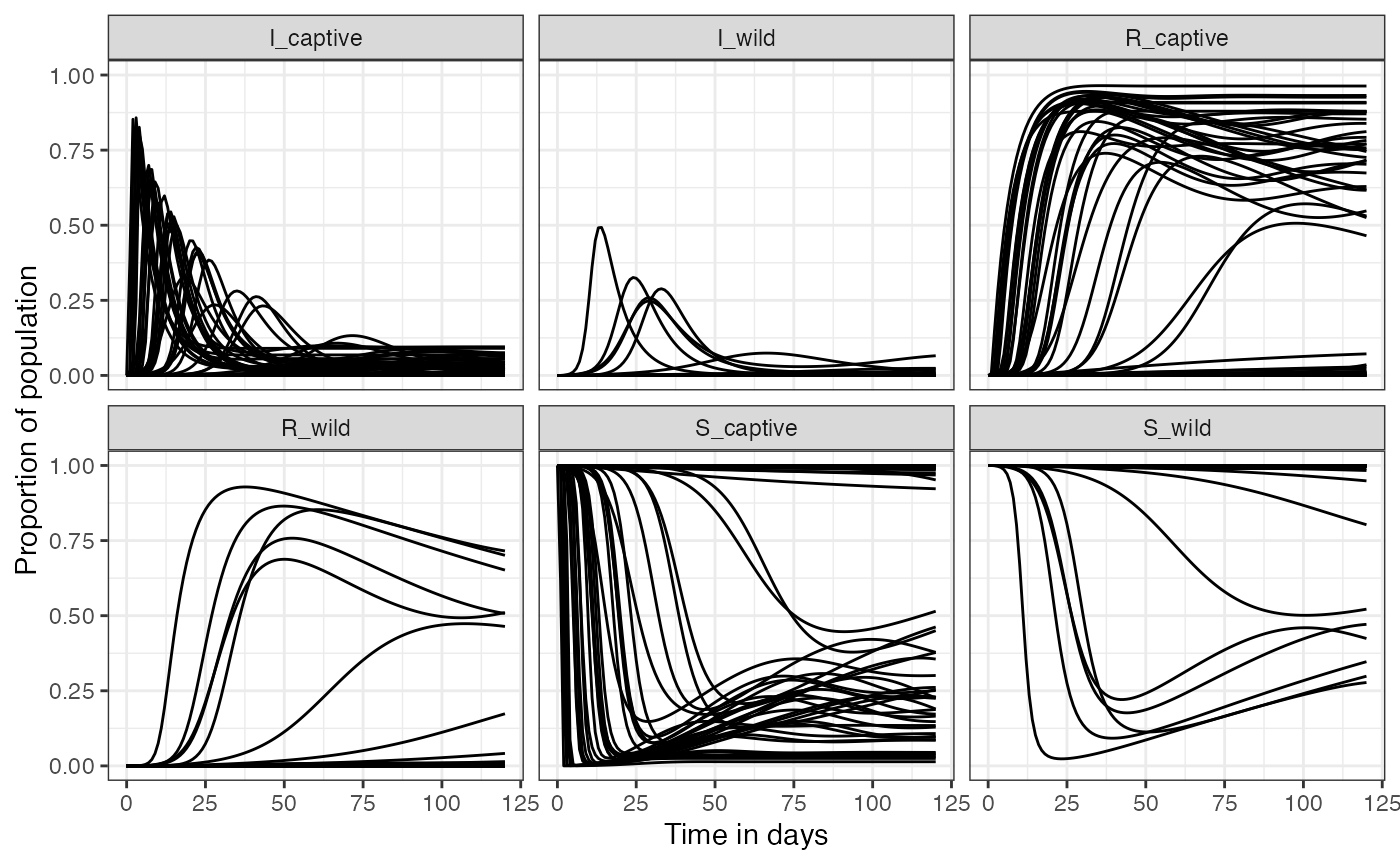 I_captive I_wild R_captive
1.00
0.75
0.50
0.25
0.00
R_wild S_captive S_wild
1.00
0.75
0.50
0.25
0.00
0 25 50 75 100 125 0 25 50 75 100 125 0 25 50 75 100 125
Time in days
Proportion of population